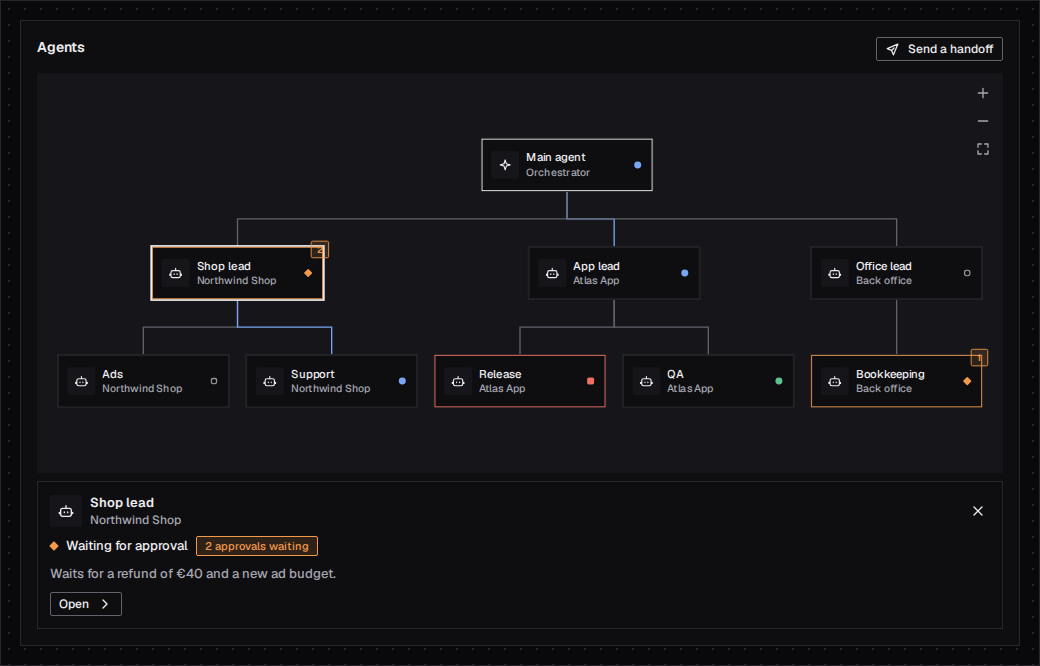 Agents
Send a handoff
Main agent
Orchestrator
2
Shop lead
Northwind Shop
App lead
Atlas App
Office lead
Back office
1
Ads
Northwind Shop
Support
Northwind Shop
Release
Atlas App
QA
Atlas App
Bookkeeping
Back office
Shop lead
Northwind Shop
Waiting for approval
2 approvals waiting
Waits for a refund of €40 and a new ad budget.
Open